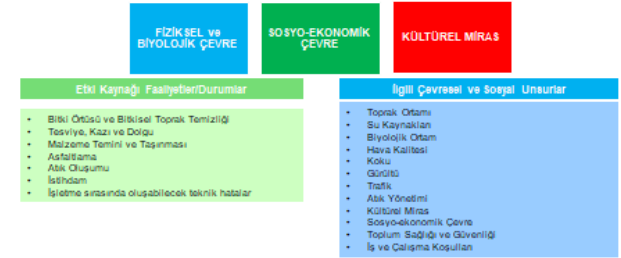 FİZİKSEL ve
BİYOLOJİK ÇEVRE
SOSYO-EKONOMİK
ÇEVRE
KÜLTÜREL MİRAS
Etki Kaynağı Faaliyetler/Durumlar
• Bitki Örtüsü ve Bitkisel Toprak Temizliği
• Tesviye, Kazı ve Dolgu
• Malzeme Temini ve Taşınması
• Asfaltlama
• Atık Oluşumu
• İstihdam
• İşletme sırasında oluşabilecek teknik hatalar
İlgili Çevresel ve Sosyal Unsurlar
• Toprak Ortamı
• Su Kaynakları
• Biyolojik Ortam
• Hava Kalitesi
• Koku
• Gürültü
• Trafik
• Atık Yönetimi
• Kültürel Miras
• Sosyo-ekonomik Çevre
• Toplum Sağlığı ve Güvenliği
• İş ve Çalışma Koşulları